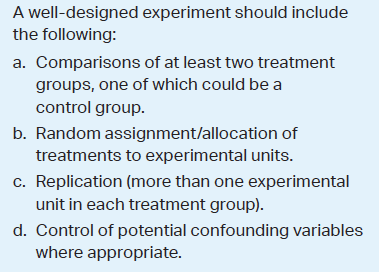 A well-designed experiment should include
the following:
a. Comparisons of at least two treatment
groups, one of which could be a
control group.
b. Random assignment/allocation of
treatments to experimental units.
c. Replication (more than one experimental
unit in each treatment group).
d. Control of potential confounding variables
where appropriate.